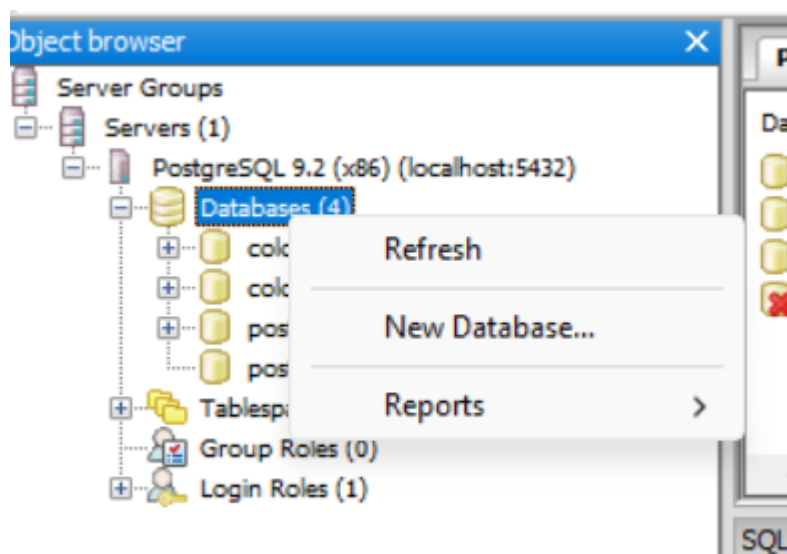 Object browser
Server Groups
Servers (1)
PostgreSQL 9.2 (x86) (localhost:5432)
Databases (4)
Refresh
New Database...
Reports
Group Roles (0)
Login Roles (1)
SQL